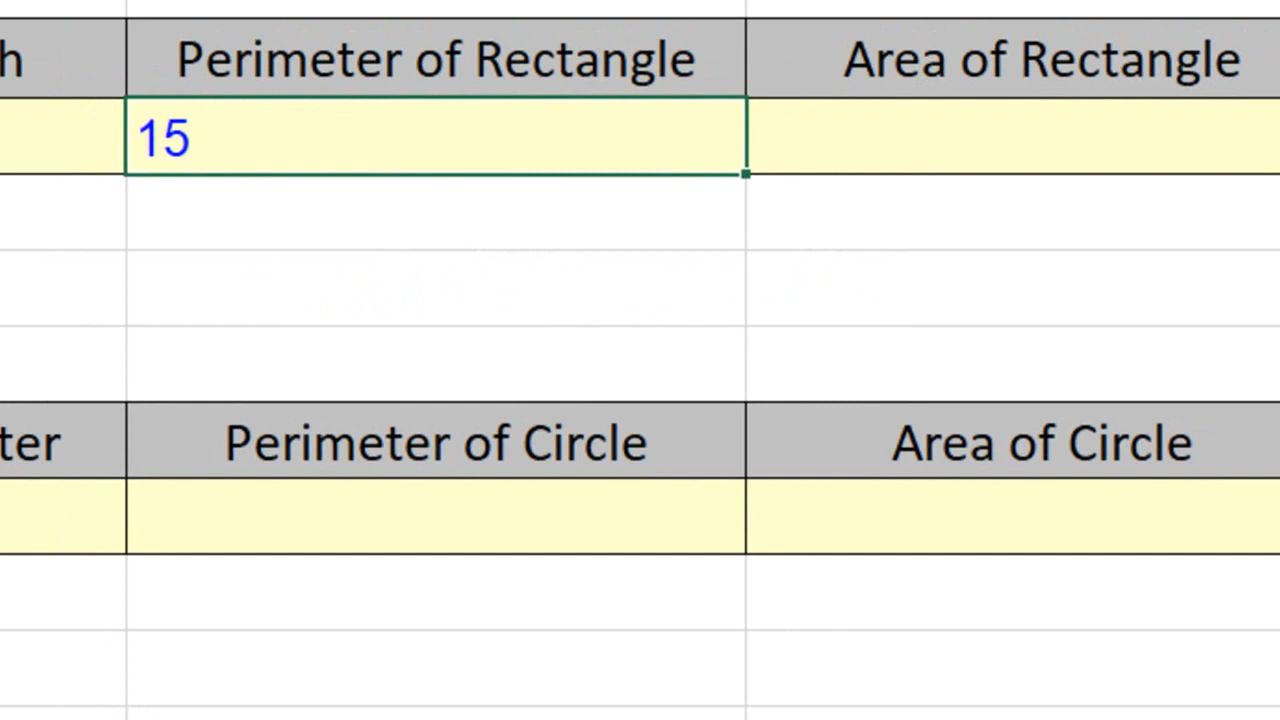 h Perimeter of Rectangle Area of Rectangle
15
ter Perimeter of Circle Area of Circle